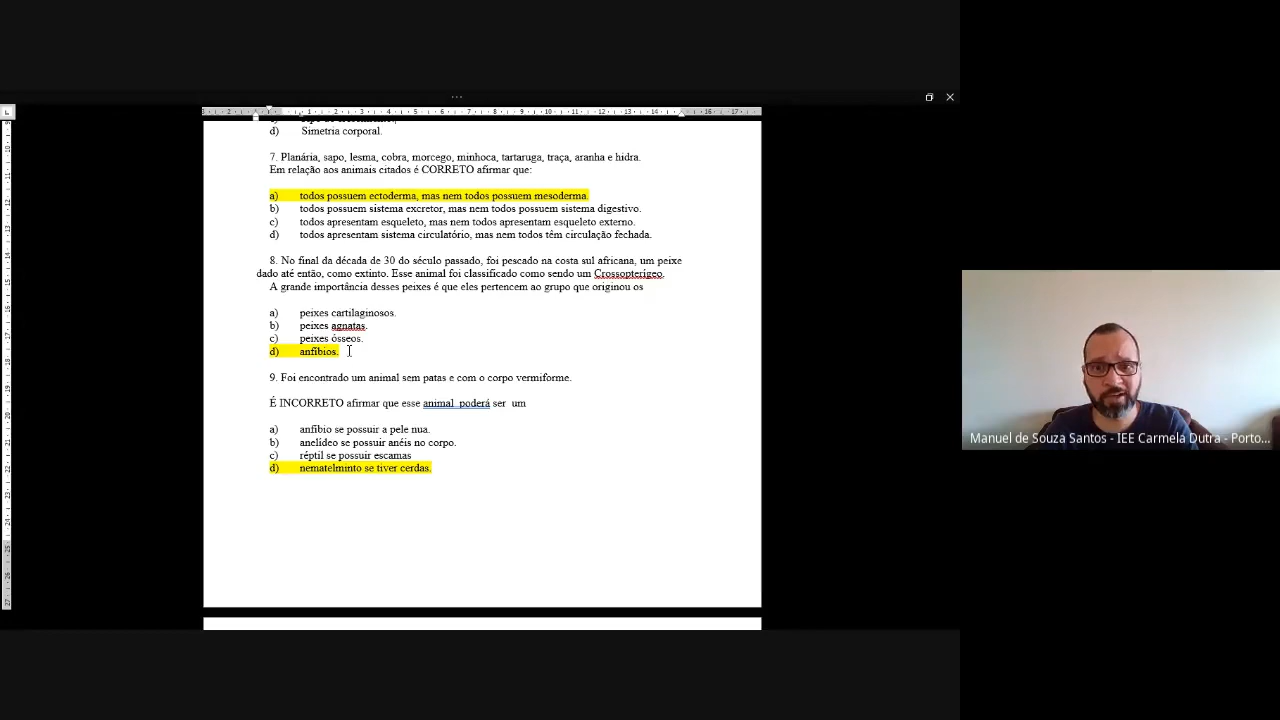 d) Simetria corporal.
7. Planária, sapo, lesma, cobra, morcego, minhoca, tartaruga, traça, aranha e hidra.
Em relação aos animais citados é CORRETO afirmar que:
a) todos possuem ectoderma, mas nem todos possuem mesoderma.
b) todos possuem sistema excretor, mas nem todos possuem sistema digestivo.
c) todos apresentam esqueleto, mas nem todos apresentam esqueleto externo.
d) todos apresentam sistema circulatório, mas nem todos têm circulação fechada.
8. No final da década de 30 do século passado, foi pescado na costa sul africana, um peixe
dado até então, como extinto. Esse animal foi classificado como sendo um Crossopterígeo.
A grande importância desses peixes é que eles pertencem ao grupo que originou os
a) peixes cartilaginosos.
b) peixes agnatas.
c) peixes ósseos.
d) anfíbios.
9. Foi encontrado um animal sem patas e com o corpo vermiforme.
É INCORRETO afirmar que esse animal poderá ser um
a) anfíbio se possuir a pele nua.
b) anelídeo se possuir anéis no corpo.
c) réptil se possuir escamas
d) nematelminto se tiver cerdas.
Manuel de Souza Santos - IEE Carmela Dutra - Porto...